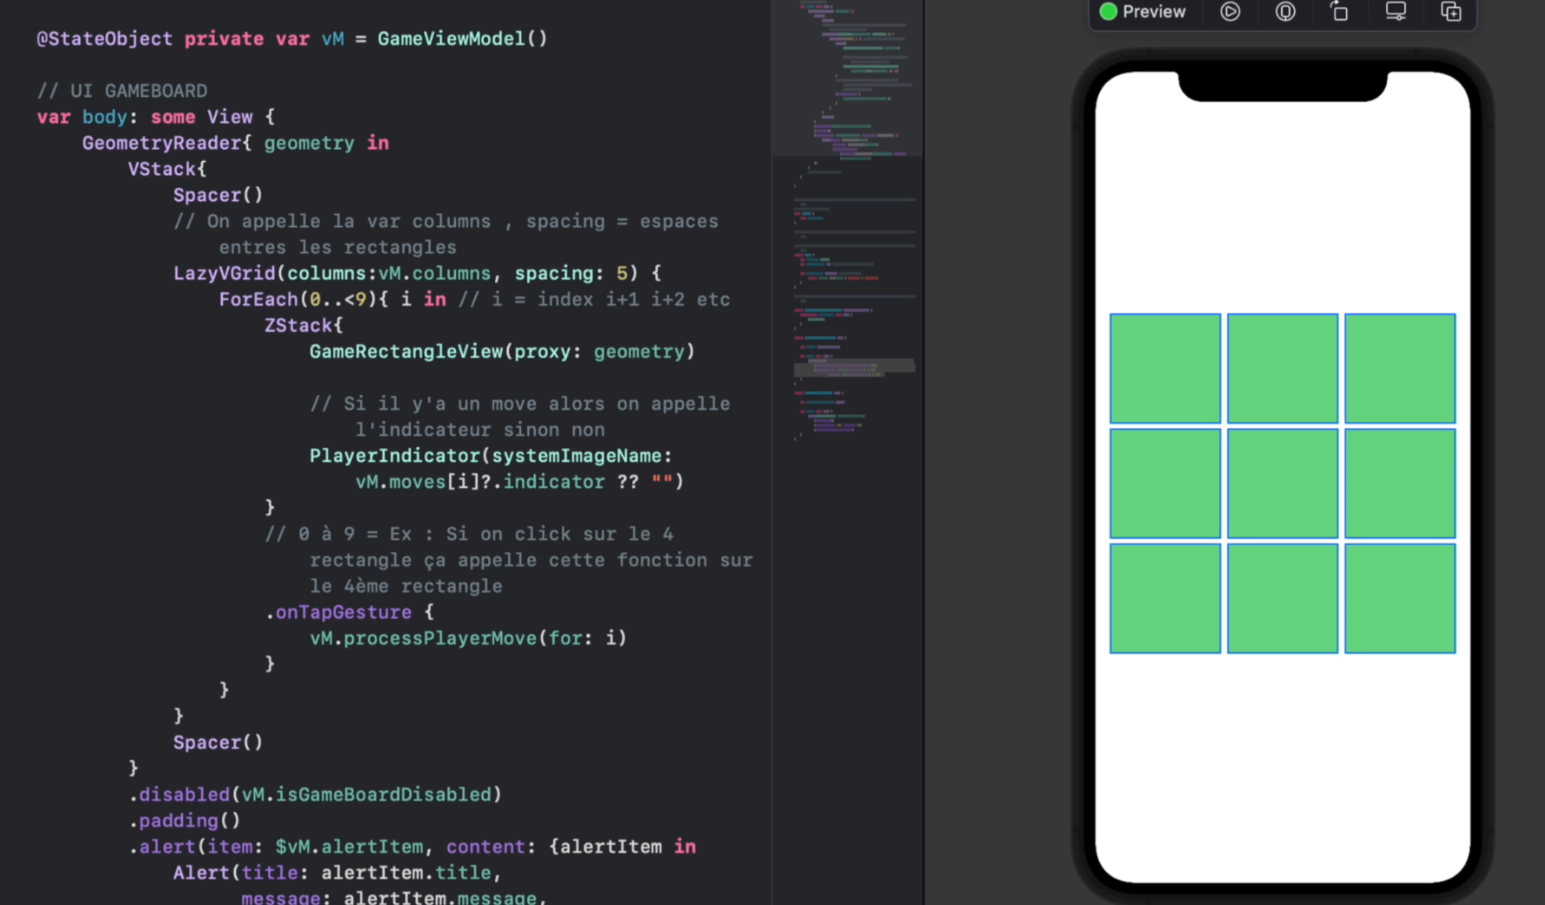 @StateObject private var vM = GameViewModel()
// UI GAMEBOARD
var body: some View {
GeometryReader{ geometry in
VStack{
Spacer()
// On appelle la var columns , spacing = espaces
entres les rectangles
LazyVGrid(columns:vM.columns, spacing: 5) {
ForEach(0..<9){ i in // i = index i+1 i+2 etc
ZStack{
GameRectangleView(proxy: geometry)
// Si il y'a un move alors on appelle
l'indicateur sinon non
PlayerIndicator(systemImageName:
vM.moves[i]?.indicator ?? "")
}
// 0 à 9 = Ex : Si on click sur le 4
rectangle ça appelle cette fonction sur
le 4ème rectangle
.onTapGesture {
vM.processPlayerMove(for: i)
}
}
}
Spacer()
}
.disabled(vM.isGameBoardDisabled)
.padding()
.alert(item: $vM.alertItem, content: {alertItem in
Alert(title: alertItem.title,
message: alertItem.message,
Preview